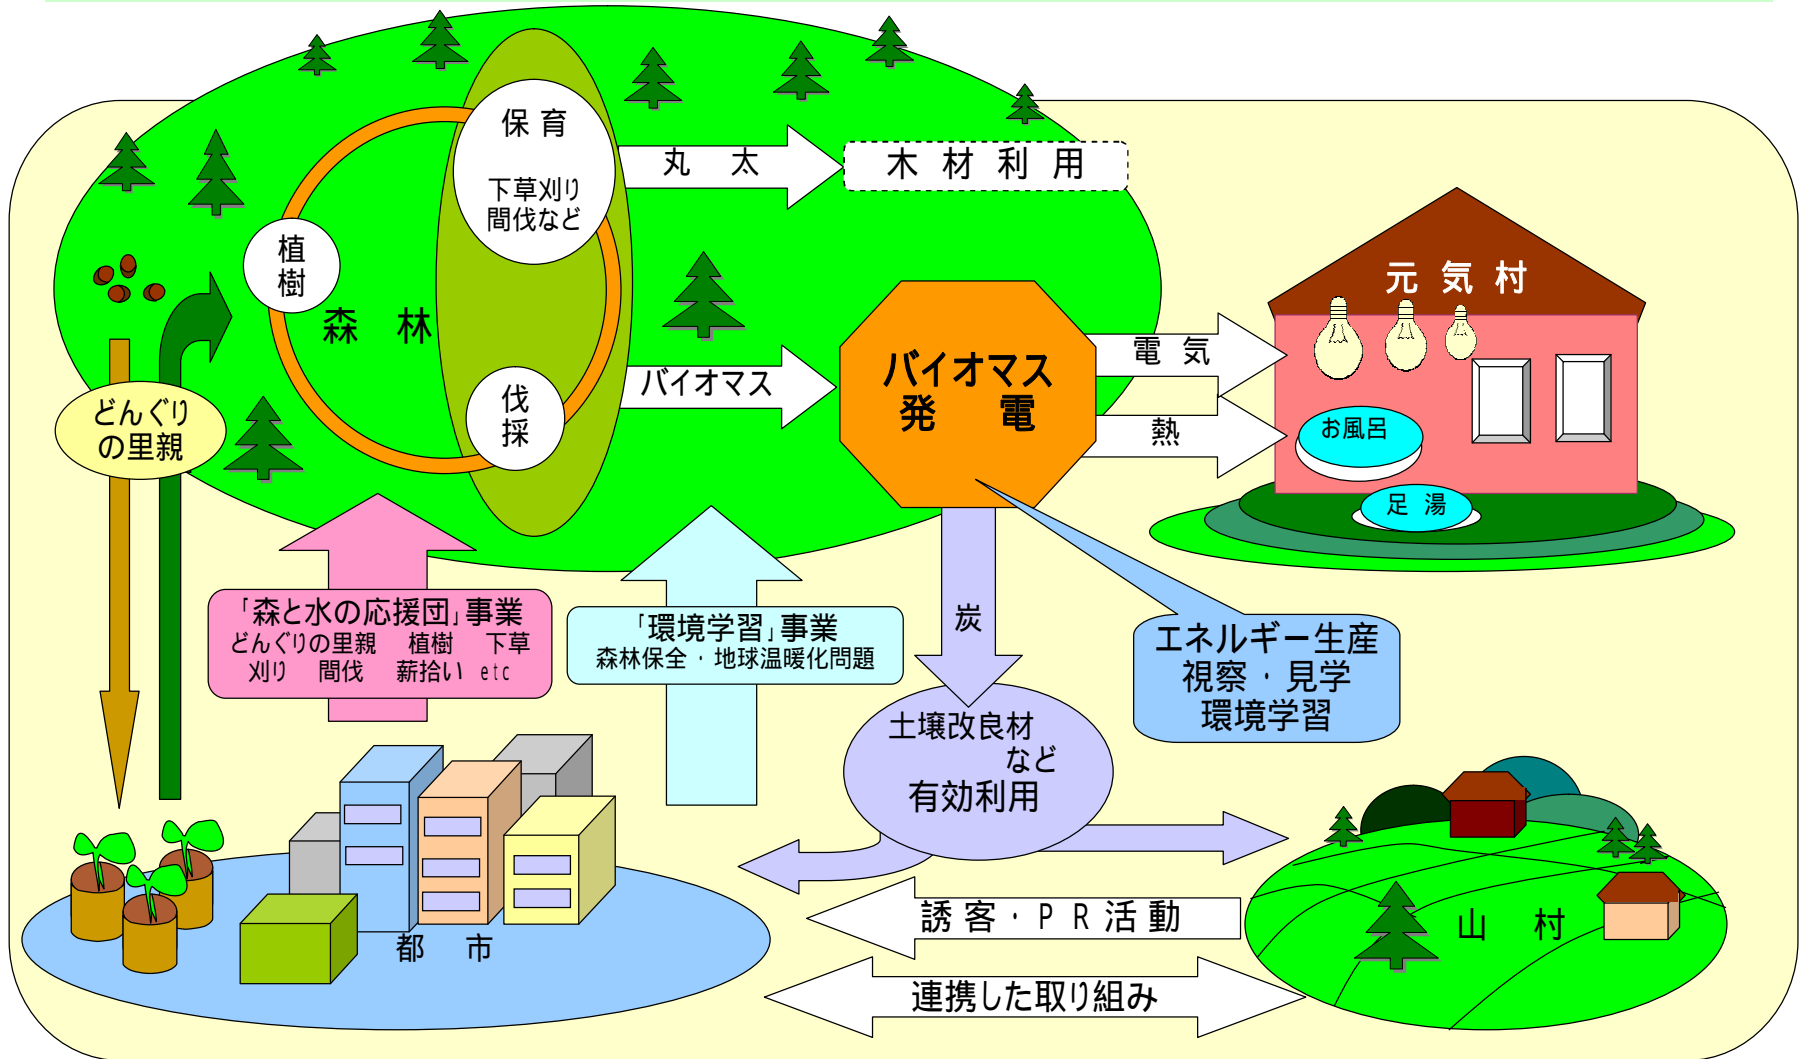 保育
下草刈り
間伐など
丸太
木材利用
植樹
森林
元気村
バイオマス
バイオマス
発電
電気
熱
伐採
どんぐり
の里親
お風呂
足湯
「森と水の応援団」事業
どんぐりの里親 植樹 下草
刈り 間伐 薪拾い etc
「環境学習」事業
森林保全・地球温暖化問題
炭
エネルギー生産
視察・見学
環境学習
土壌改良材
など
有効利用
誘客・PR活動
山村
都市
連携した取り組み